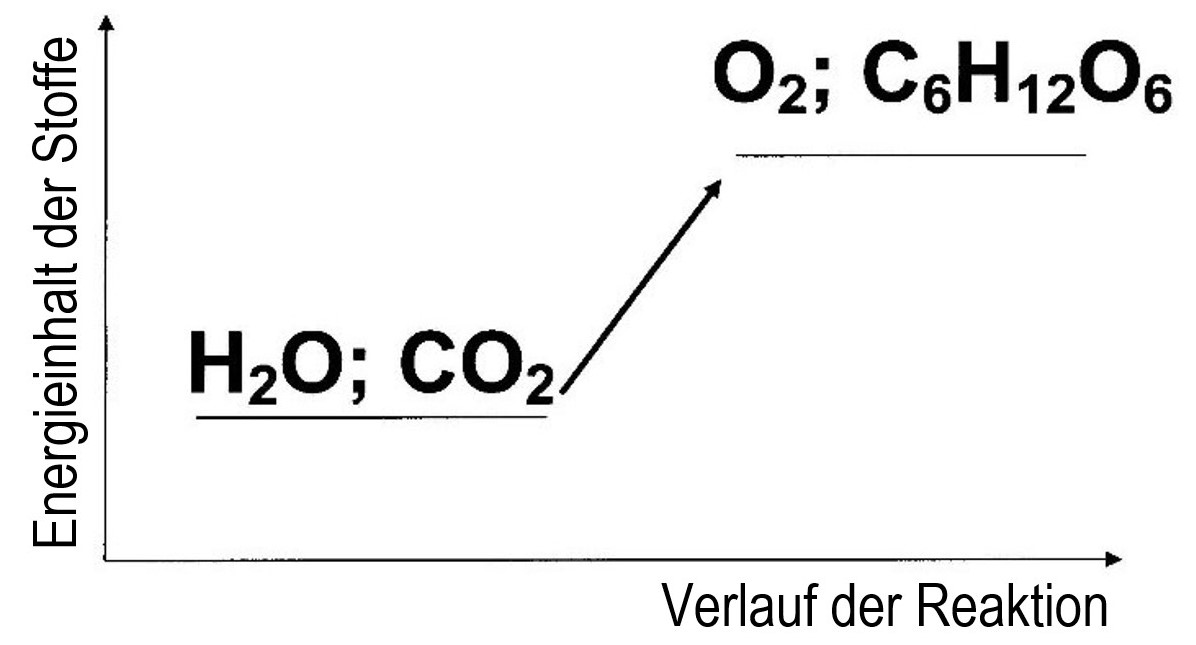 Energieinhalt der Stoffe
O₂; C₆H₁₂O₆
H₂O; CO₂
Verlauf der Reaktion